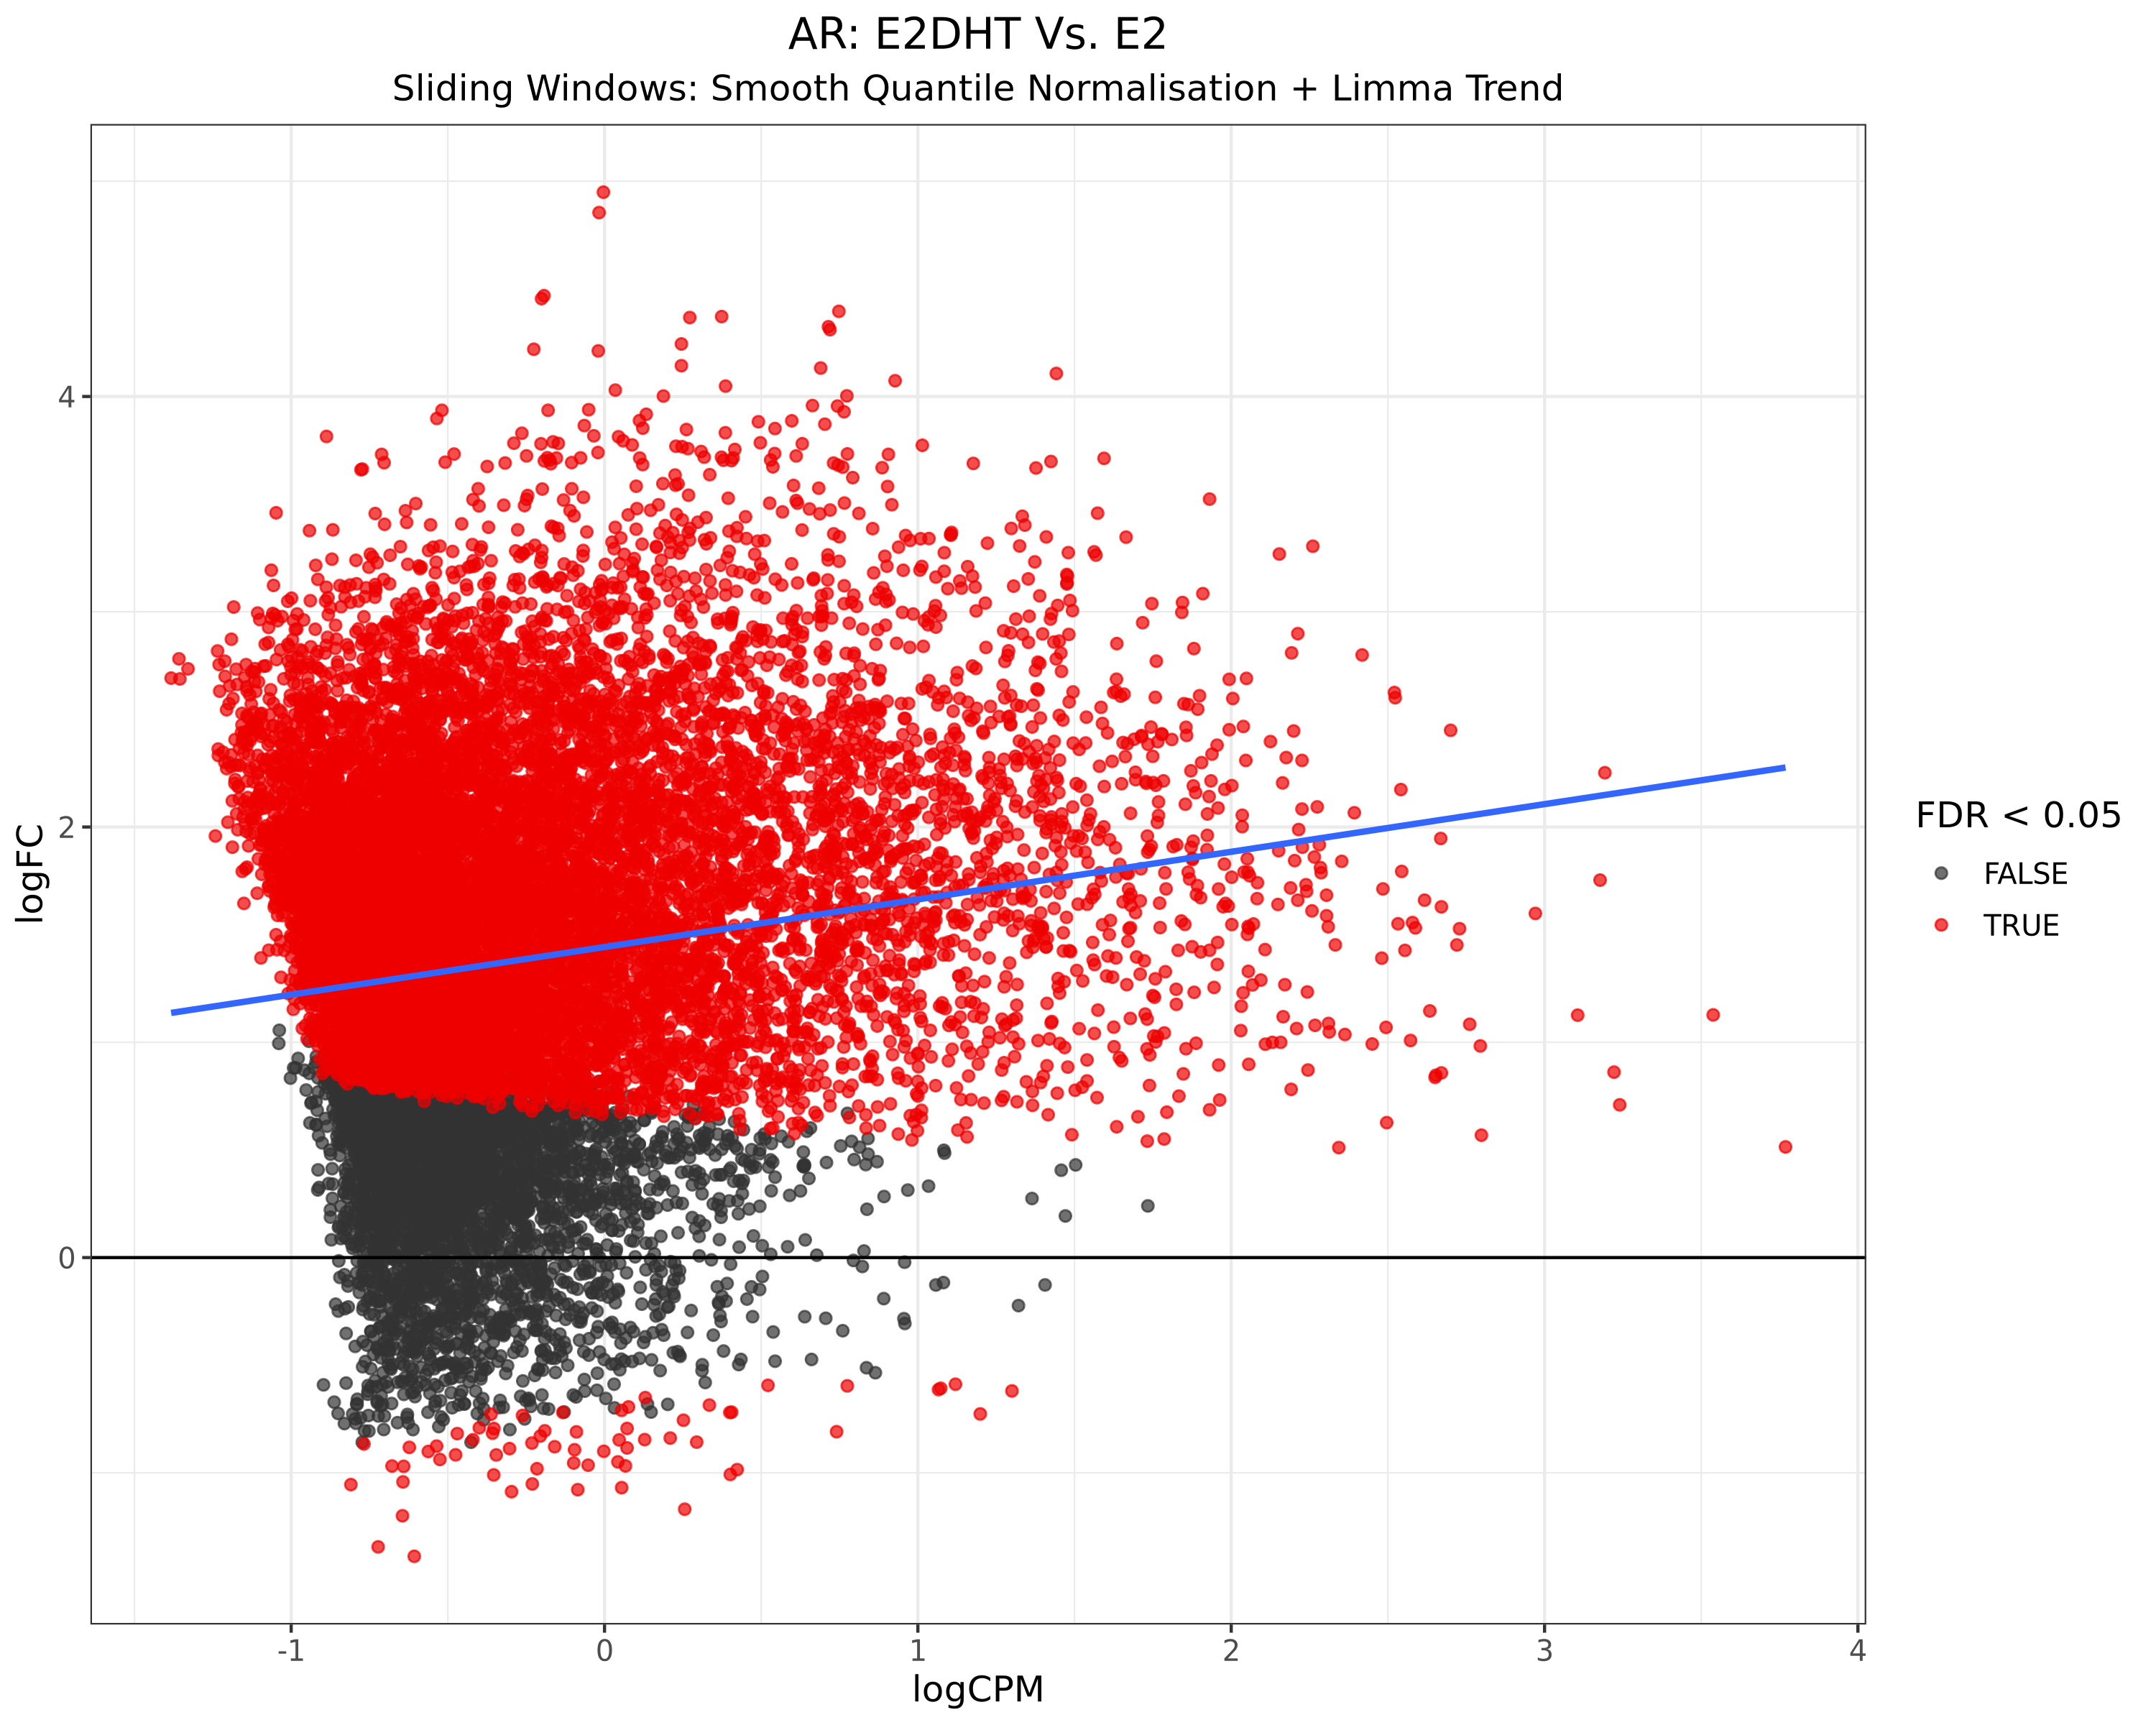 AR: E2DHT Vs. E2
Sliding Windows: Smooth Quantile Normalisation + Limma Trend
logFC
4
2
0
-1
0
1
2
3
4
logCPM
FDR < 0.05
FALSE
TRUE